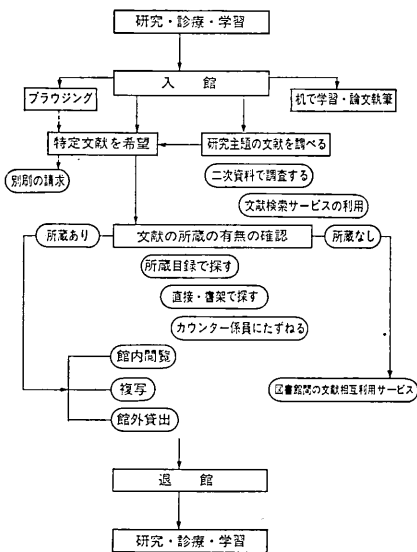 研究・診療・学習
入 館
ブラウジング
机で学習・論文執筆
特定文献を希望
研究主題の文献を調べる
別刷の請求
二次資料で調査する
文献検索サービスの利用
所蔵あり
文献の所蔵の有無の確認
所蔵なし
所蔵目録で探す
直接・書架で探す
カウンター係員にたずねる
館内閲覧
複写
図書館間の文献相互利用サービス
館外貸出
退 館
研究・診療・学習